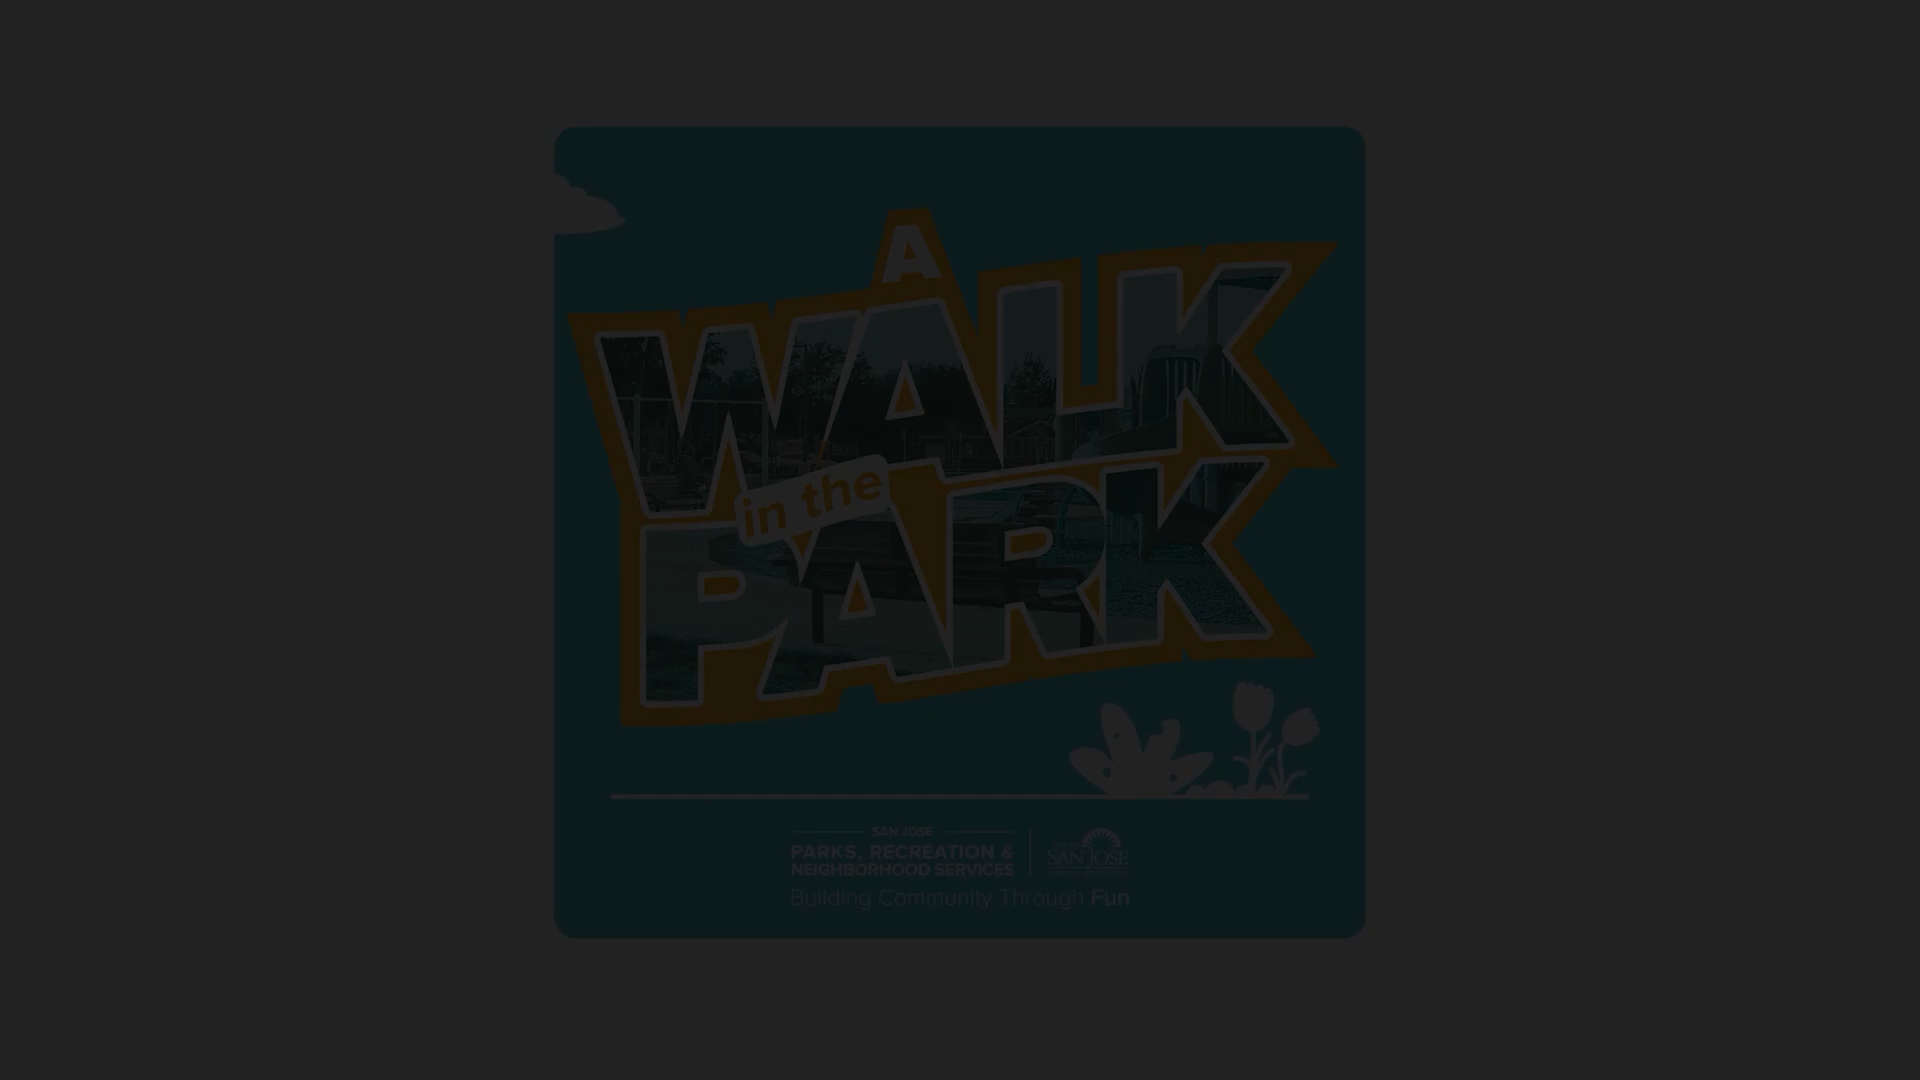 A
WALK
in the
PARK
SAN JOSE
PARKS, RECREATION &
NEIGHBORHOOD SERVICES
SAN JOSE
Building Community Through Fun